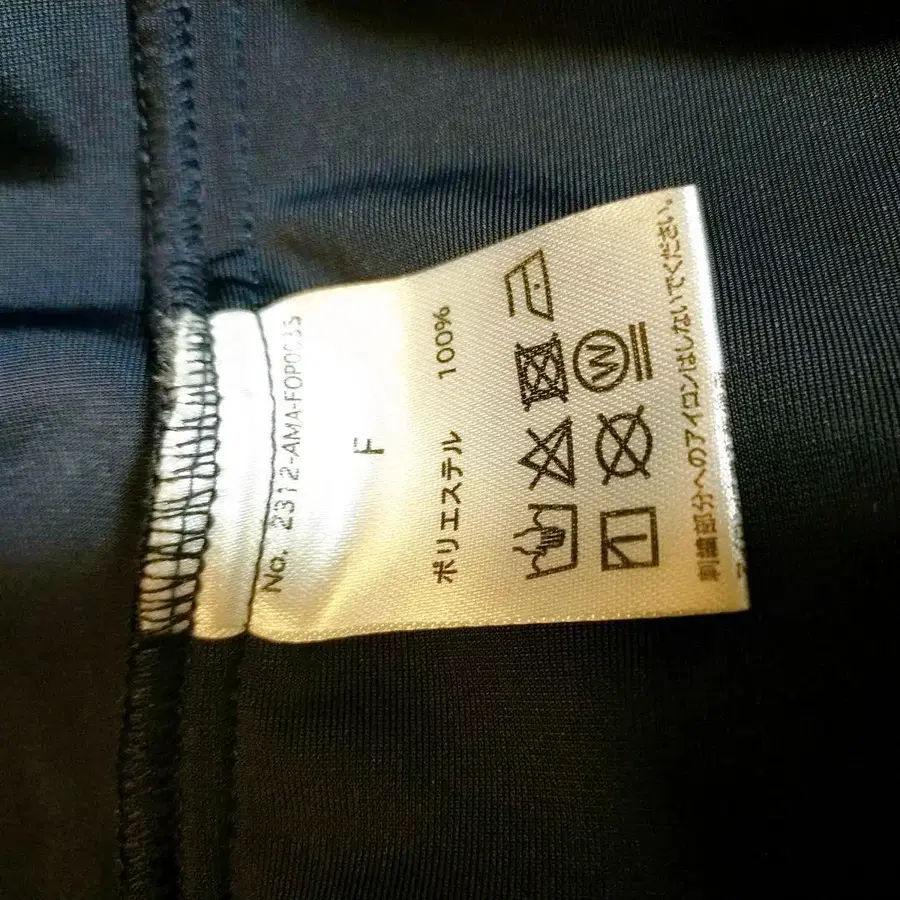 No. 2312-AMA-FOPOCJS
F
ポリエステル 100%
W
刺繍部分へのアイロンはしないでください。